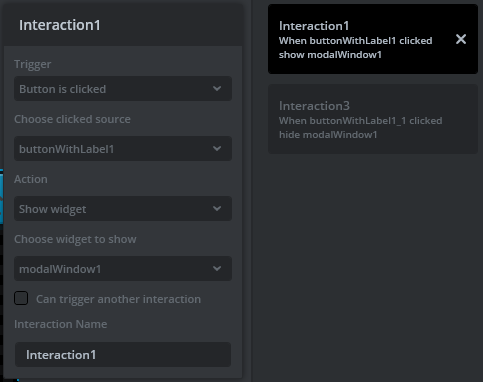 Interaction1
Trigger
Button is clicked
Choose clicked source
buttonWithLabel1
Action
Show widget
Choose widget to show
modalWindow1
Can trigger another interaction
Interaction Name
Interaction1
Interaction1
When buttonWithLabel1 clicked
show modalWindow1
Interaction3
When buttonWithLabel1_1 clicked
hide modalWindow1